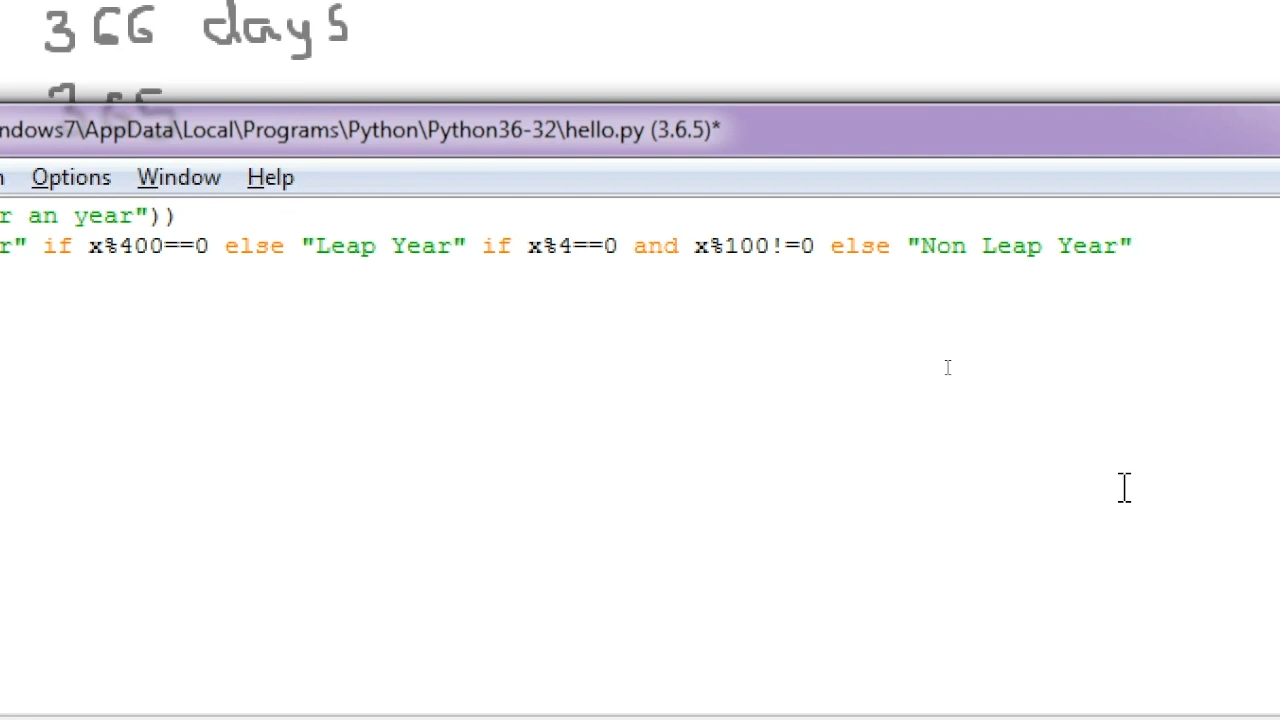 366 days
365
ndows7\AppData\Local\Programs\Python\Python36-32\hello.py (3.6.5)*
Options Window Help
r an year"))
r" if x%400==0 else "Leap Year" if x%4==0 and x%100!=0 else "Non Leap Year"